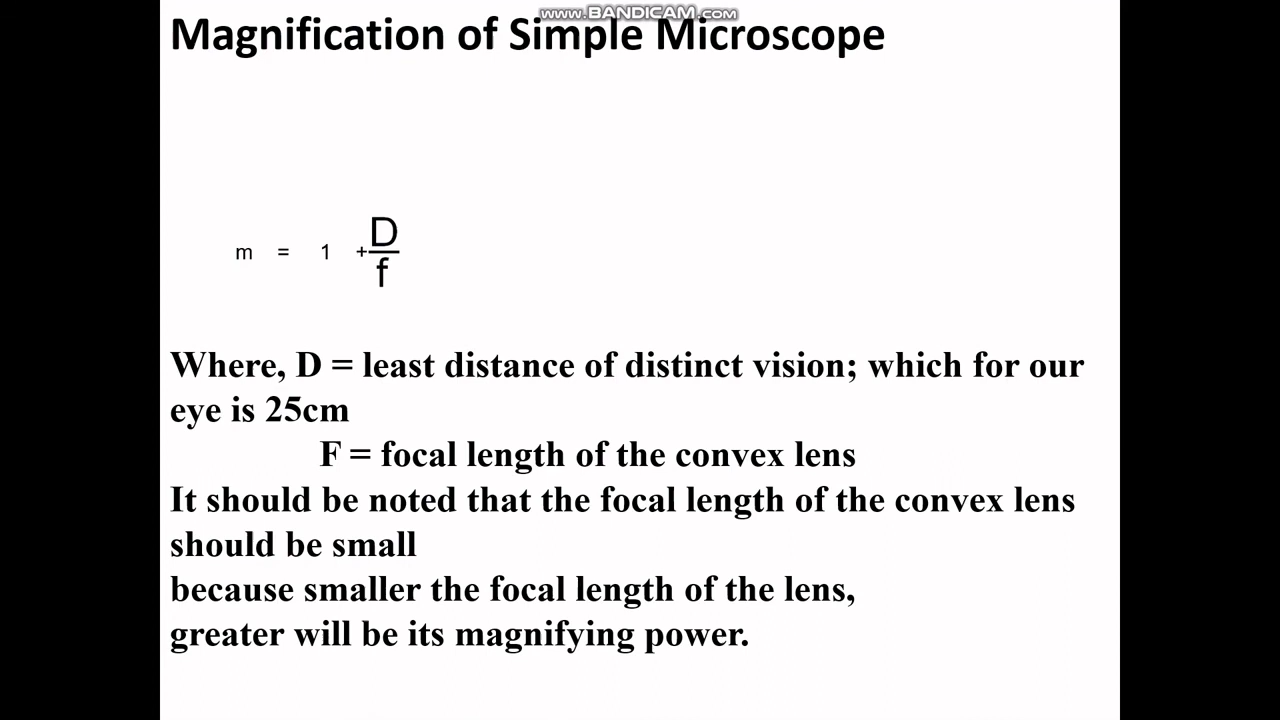 www.BANDICAM.com
Magnification of Simple Microscope
m = 1 + D/f
Where, D = least distance of distinct vision; which for our
eye is 25cm
F = focal length of the convex lens
It should be noted that the focal length of the convex lens
should be small
because smaller the focal length of the lens,
greater will be its magnifying power.